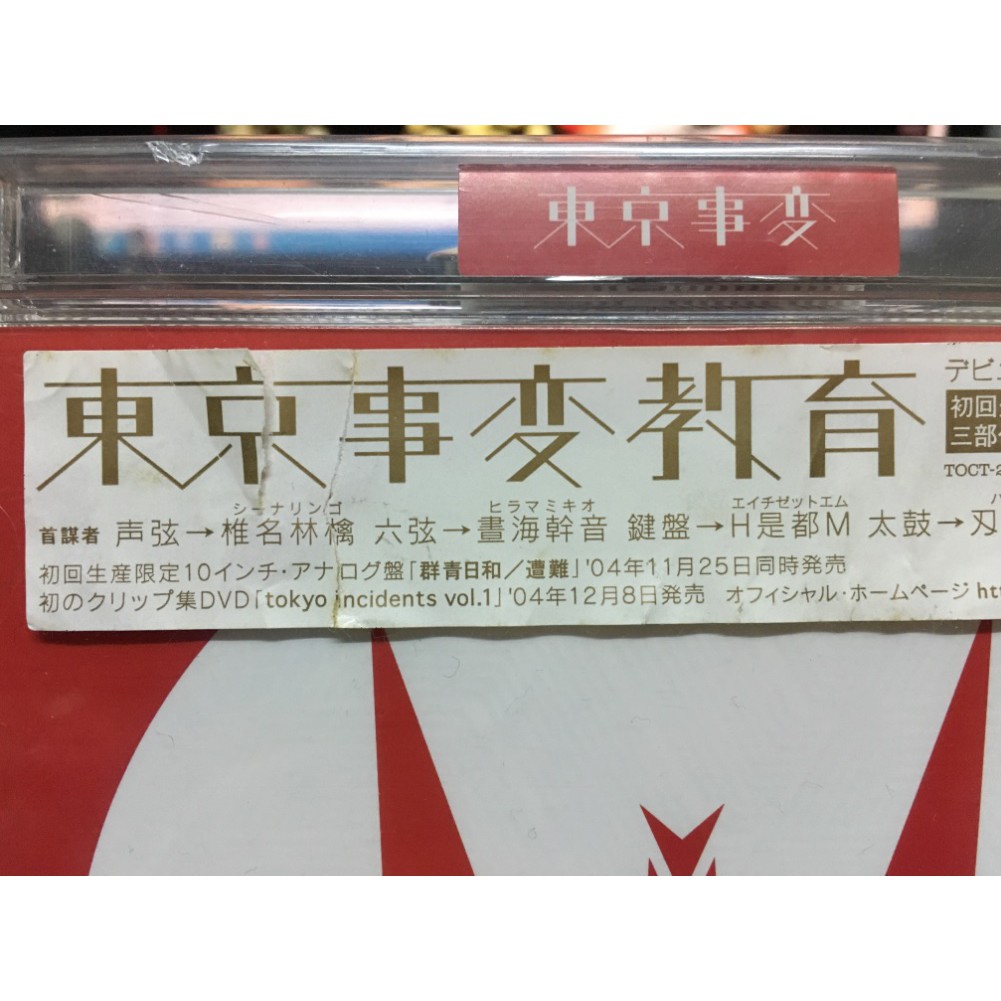 東京事変
東京事変教育
デビ
初回
三部
TOCT-2
シーナリンゴ ヒラマミキオ エイチゼットエム
首謀者 声弦→椎名林檎 六弦→晝海幹音 鍵盤→H是都M 太鼓→刃
初回生産限定10インチ・アナログ盤「群青日和/遭難」'04年11月25日同時発売
初のクリップ集DVD「tokyo incidents vol.1」'04年12月8日発売 オフィシャル・ホームページ htt